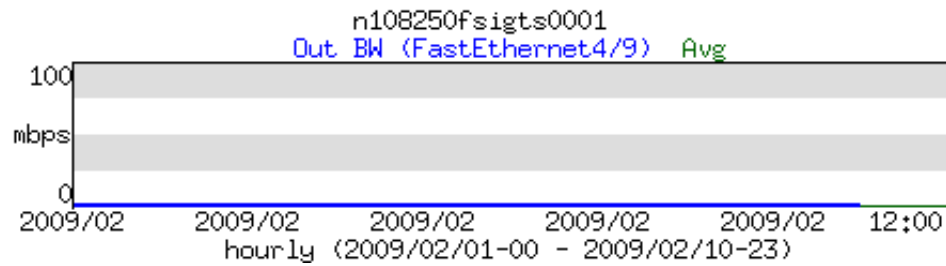 n108250fsigts0001
Out BW (FastEthernet4/9) Avg
100
mbps
0
2009/02 2009/02 2009/02 2009/02 2009/02 12:00
hourly (2009/02/01-00 - 2009/02/10-23)